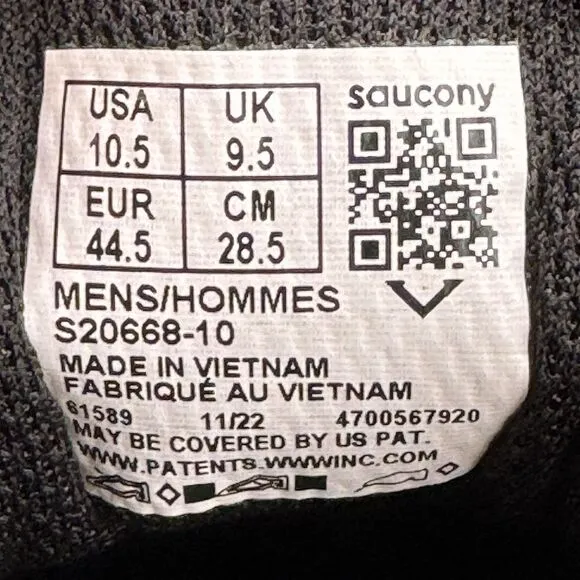 USA UK saucony
10.5 9.5
EUR CM
44.5 28.5
MENS/HOMMES
S20668-10
MADE IN VIETNAM
FABRIQUÉ AU VIETNAM
61589 11/22 4700567920
MAY BE COVERED BY US PAT.
WWW.PATENTS.WWWINC.COM